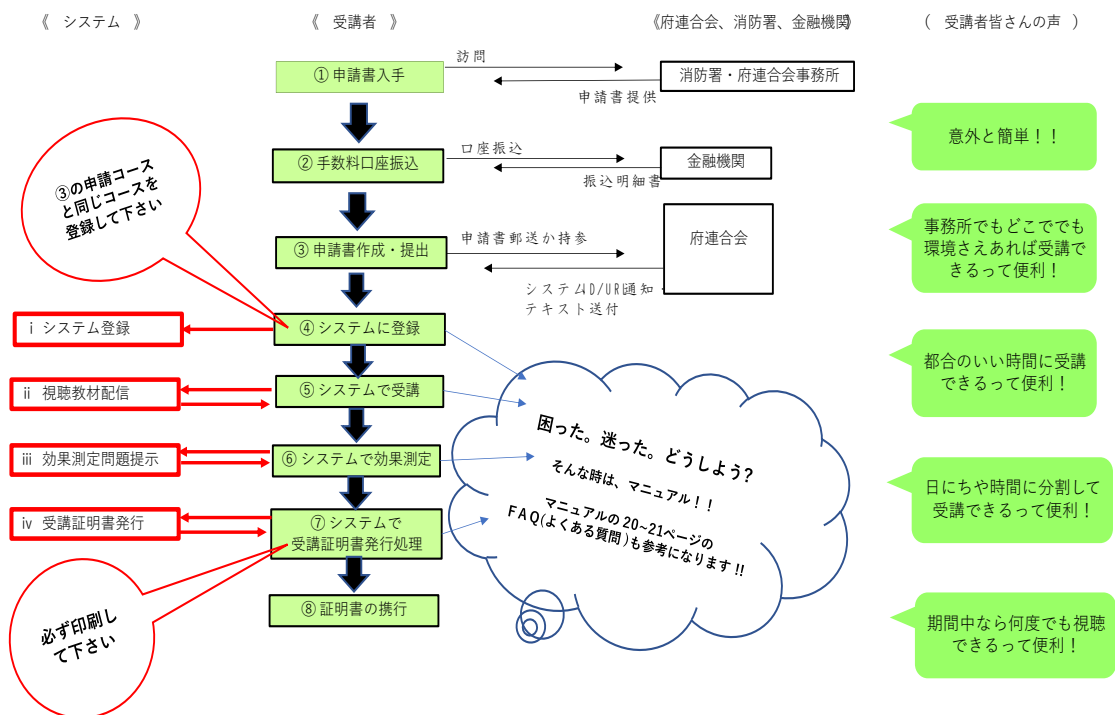 《 システム 》
《 受講者 》
《府連合会、消防署、金融機関》
( 受講者皆さんの声 )
訪問
① 申請書入手
消防署・府連合会事務所
申請書提供
意外と簡単！！
口座振込
② 手数料口座振込
金融機関
振込明細書
③の申請コース
と同じコースを
登録して下さい
事務所でもどこででも
環境さえあれば受講で
きるって便利！
申請書郵送か持参
③ 申請書作成・提出
府連合会
システムID/UR通知・
テキスト送付
ⅰ システム登録
④ システムに登録
都合のいい時間に受講
できるって便利！
ⅱ 視聴教材配信
⑤ システムで受講
困った。迷った。どうしよう?
そんな時は、マニュアル！！
マニュアルの 20~21ページの
FAQ(よくある質問)も参考になります!!
ⅲ 効果測定問題提示
⑥ システムで効果測定
日にちや時間に分割して
受講できるって便利！
ⅳ 受講証明書発行
⑦ システムで
受講証明書発行処理
必ず印刷し
て下さい
⑧ 証明書の携行
期間中なら何度でも視聴
できるって便利！